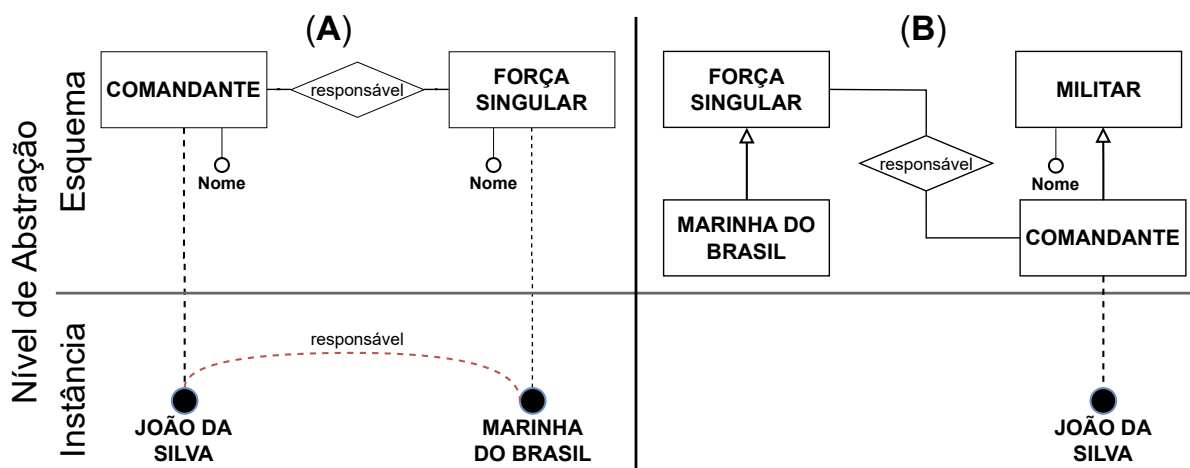 (A)
(B)
Nível de Abstração
Esquema
Instância
COMANDANTE
responsável
FORÇA
SINGULAR
Nome
Nome
responsável
JOÃO DA
SILVA
MARINHA
DO BRASIL
FORÇA
SINGULAR
MILITAR
responsável
Nome
MARINHA DO
BRASIL
COMANDANTE
JOÃO DA
SILVA